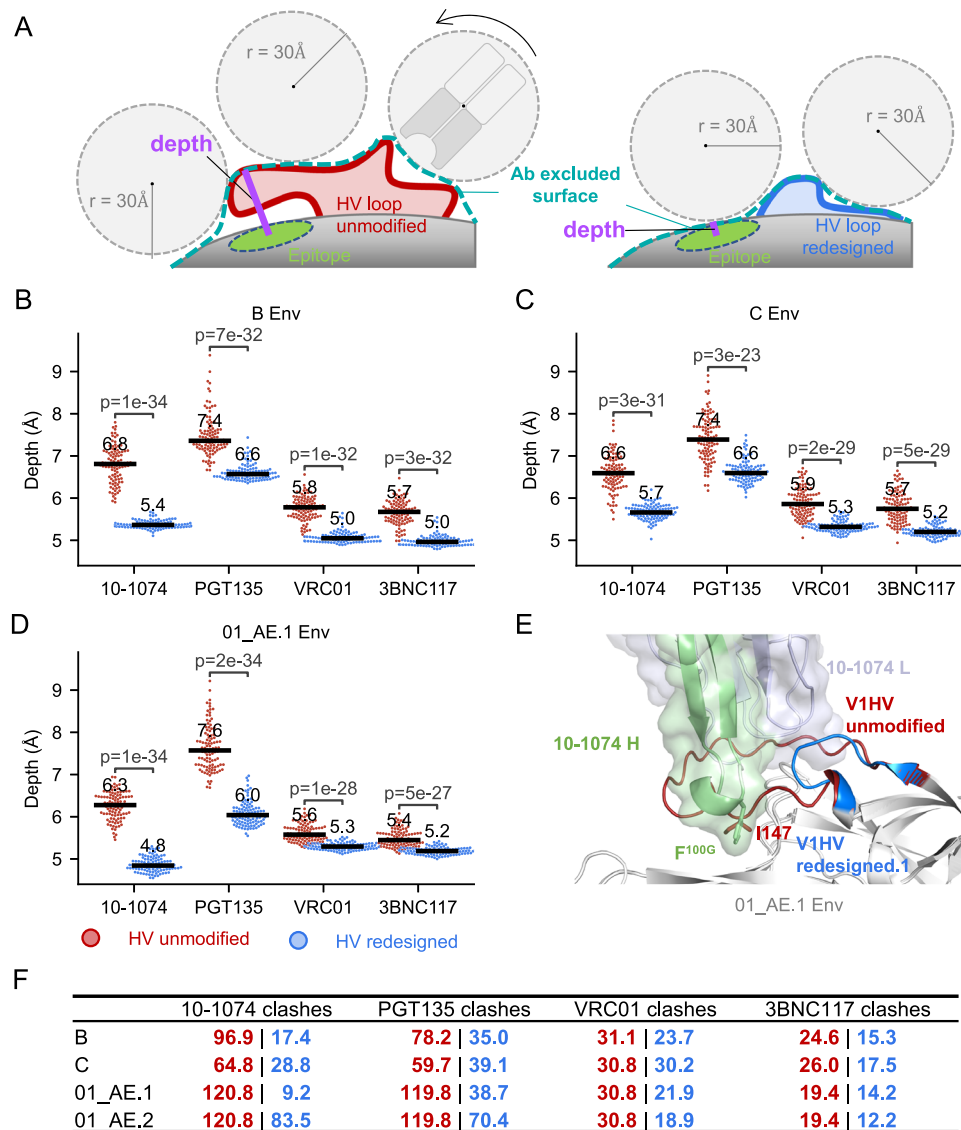 A
r = 30Å
r = 30Å
r = 30Å
depth
HV loop
unmodified
Epitope
Ab excluded
surface
r = 30Å
r = 30Å
depth
HV loop
redesigned
Epitope
B
B Env
p=7e-32
p=1e-34
p=1e-32
p=3e-32
Depth (Å)
9
8
7
6
5
6.8
5.4
7.4
6.6
5.8
5.0
5.7
5.0
10-1074 PGT135 VRC01 3BNC117
C
C Env
p=3e-23
p=3e-31
p=2e-29
p=5e-29
Depth (Å)
9
8
7
6
5
6.6
5.7
7.4
6.6
5.9
5.3
5.7
5.2
10-1074 PGT135 VRC01 3BNC117
D
01_AE.1 Env
p=2e-34
p=1e-34
p=1e-28
p=5e-27
Depth (Å)
9
8
7
6
5
6.3
4.8
7.6
6.0
5.6
5.3
5.4
5.2
10-1074 PGT135 VRC01 3BNC117
HV unmodified HV redesigned
E
10-1074 L
V1HV
unmodified
10-1074 H
I147
F100G
V1HV
redesigned.1
01_AE.1 Env
F
10-1074 clashes PGT135 clashes VRC01 clashes 3BNC117 clashes
B 96.9 | 17.4 78.2 | 35.0 31.1 | 23.7 24.6 | 15.3
C 64.8 | 28.8 59.7 | 39.1 30.8 | 30.2 26.0 | 17.5
01_AE.1 120.8 | 9.2 119.8 | 38.7 30.8 | 21.9 19.4 | 14.2
01_AE.2 120.8 | 83.5 119.8 | 70.4 30.8 | 18.9 19.4 | 12.2